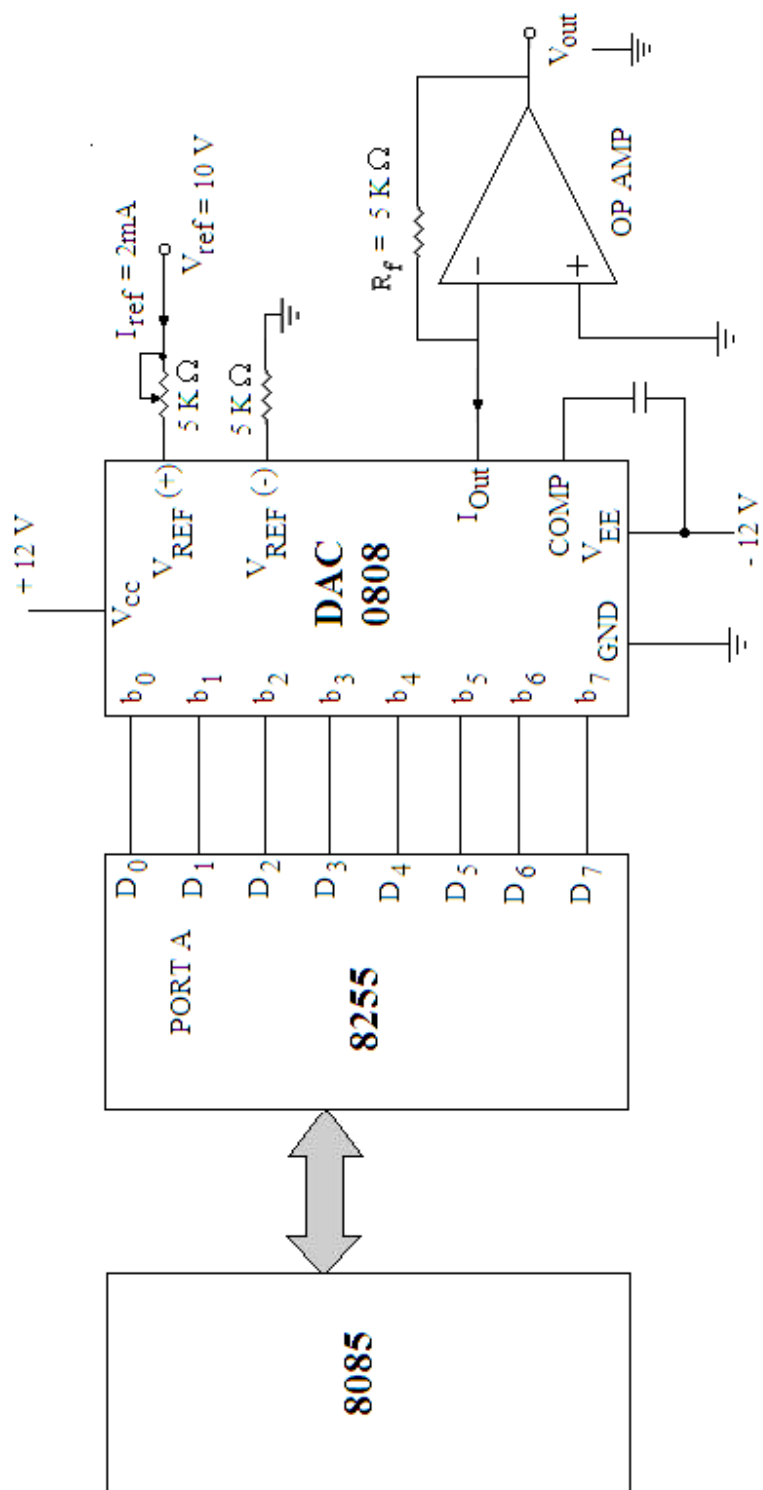 8085
8255
PORT A
D0
D1
D2
D3
D4
D5
D6
D7
b0
b1
b2
b3
b4
b5
b6
b7
DAC
0808
Vcc
+12 V
VREF (+)
VREF (-)
5 K Ω
5 K Ω
Iref = 2mA
Vref = 10 V
IOut
COMP
VEE
GND
- 12 V
Rf = 5 K Ω
-
+
OP AMP
Vout